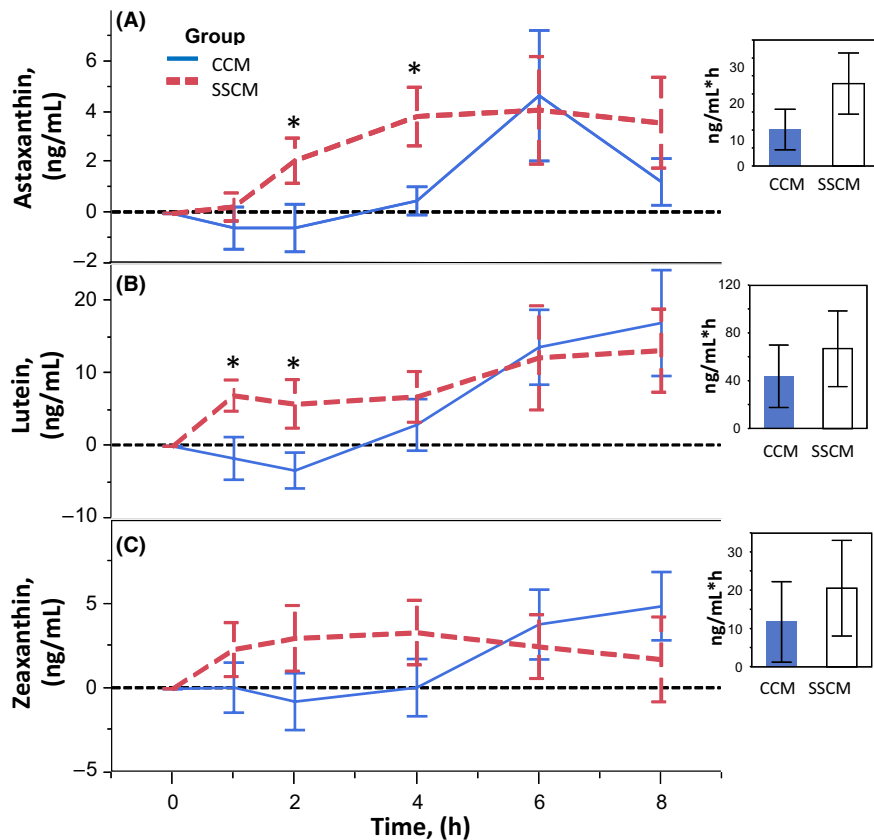 (A)
Group
CCM
SSCM
* *
Astaxanthin,
(ng/mL)
6
4
2
0
–2
ng/mL*h
30
20
10
0
CCM SSCM
(B)
* *
Lutein,
(ng/mL)
20
10
0
–10
ng/mL*h
120
80
40
0
CCM SSCM
(C)
Zeaxanthin,
(ng/mL)
5
0
–5
ng/mL*h
30
20
10
0
CCM SSCM
0 2 4 6 8
Time, (h)